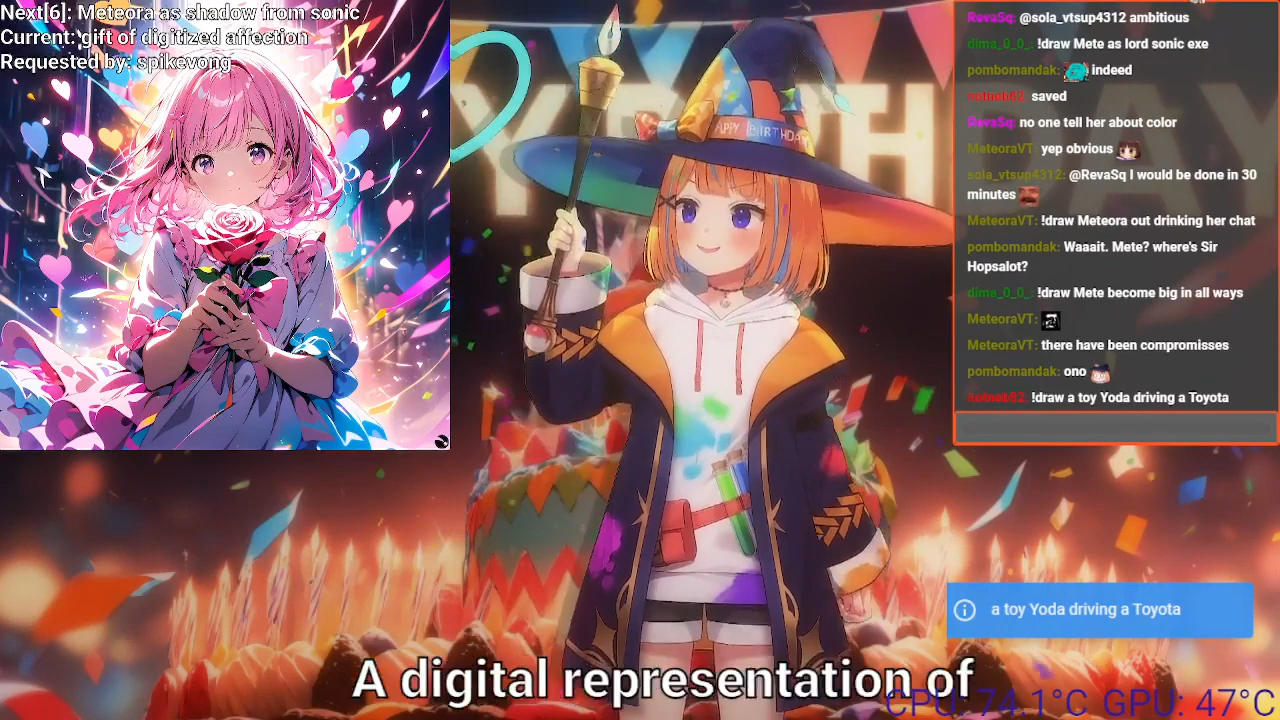 Next[6]: Meteora as shadow from sonic
Current: gift of digitized affection
Requested by: spikevong
Y RTHDAY
HAPPY BIRTHDAY
RevaSq: @sola_vtsup4312 ambitious
dima_0_0_: !draw Mete as lord sonic exe
pombomandak: indeed
saved
RevaSq: no one tell her about color
MeteoraVT: yep obvious
sola_vtsup4312: @RevaSq I would be done in 30
minutes
MeteoraVT: !draw Meteora out drinking her chat
pombomandak: Waaait. Mete? where's Sir
Hopsalot?
dima_0_0_: !draw Mete become big in all ways
MeteoraVT:
MeteoraVT: there have been compromises
pombomandak: ono
!draw a toy Yoda driving a Toyota
a toy Yoda driving a Toyota
A digital representation of
CPU: 74.1°C GPU: 47°C